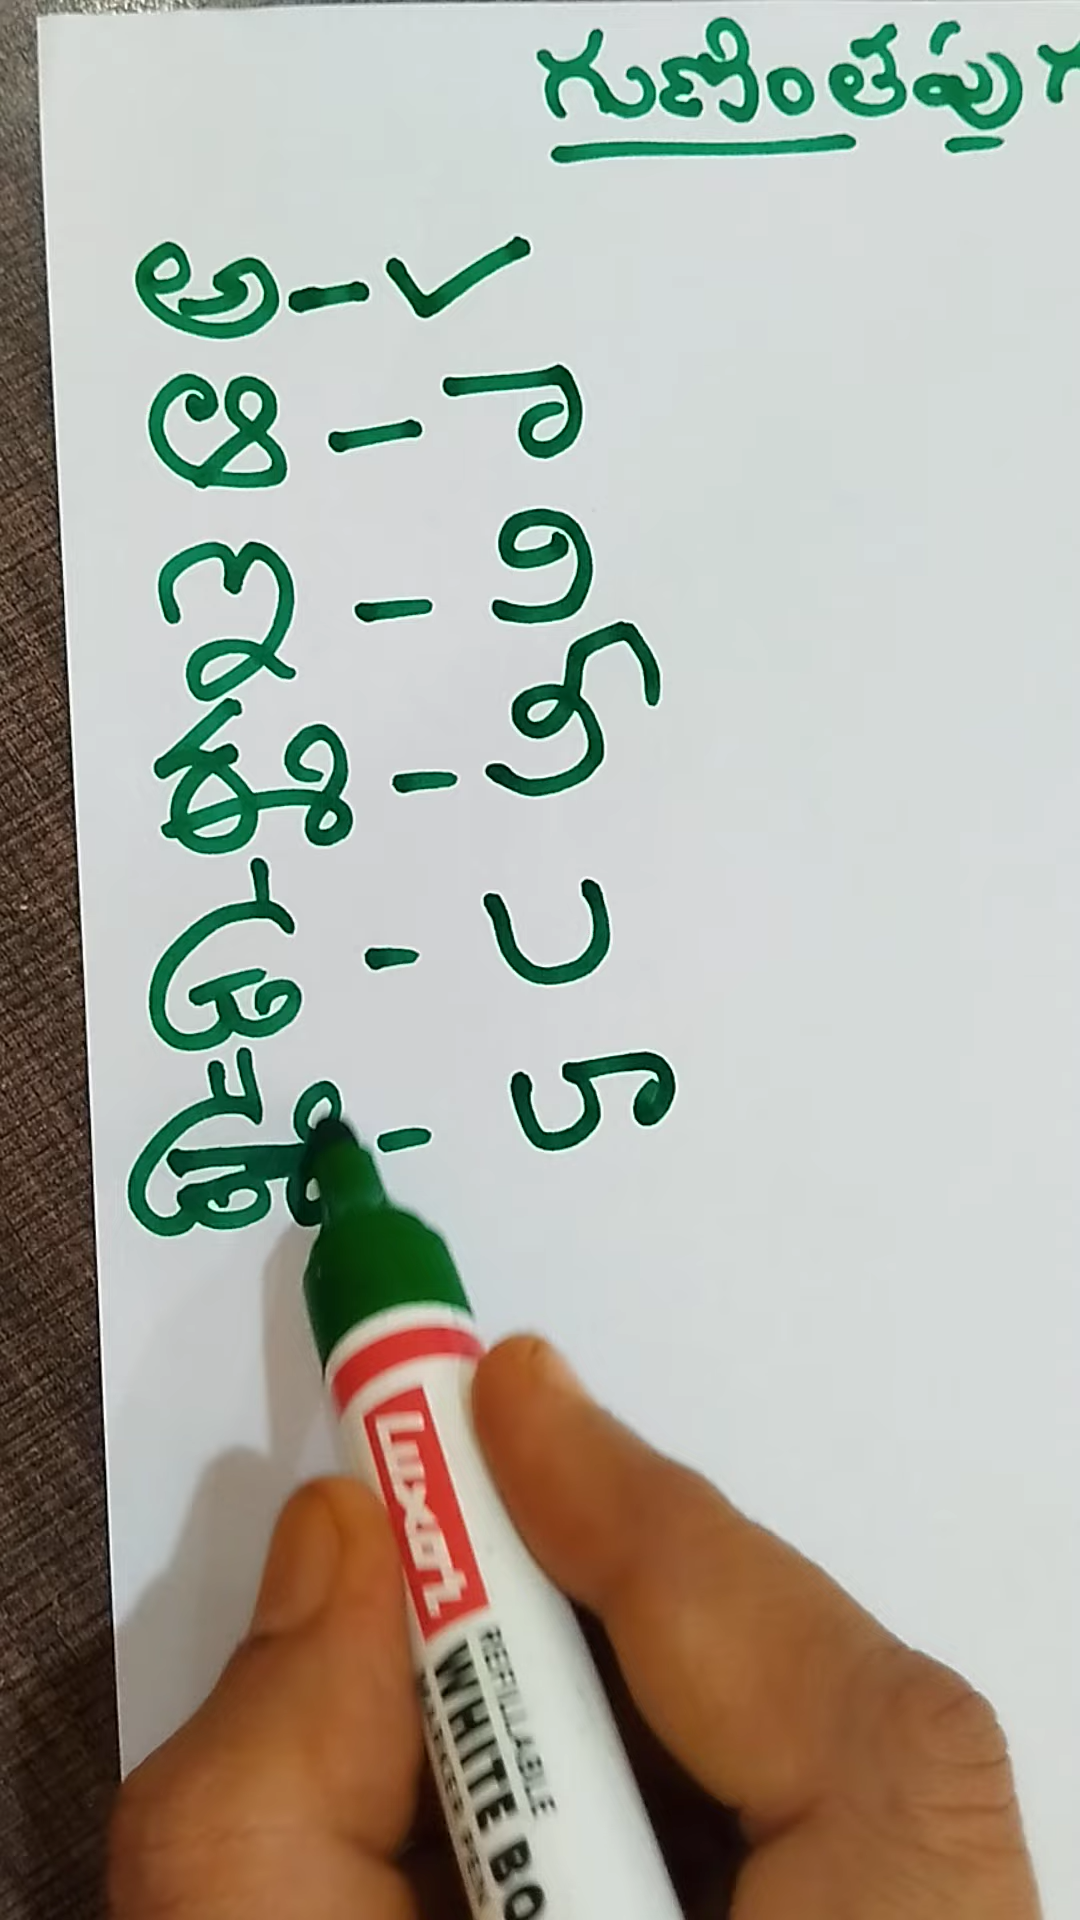 గుణింతపు గ
అ - ✓
ఆ - ా
ఇ - ి
ఈ - ీ
ఉ - ు
ఊ - ూ
Luxor
REFILLABLE
WHITE BO